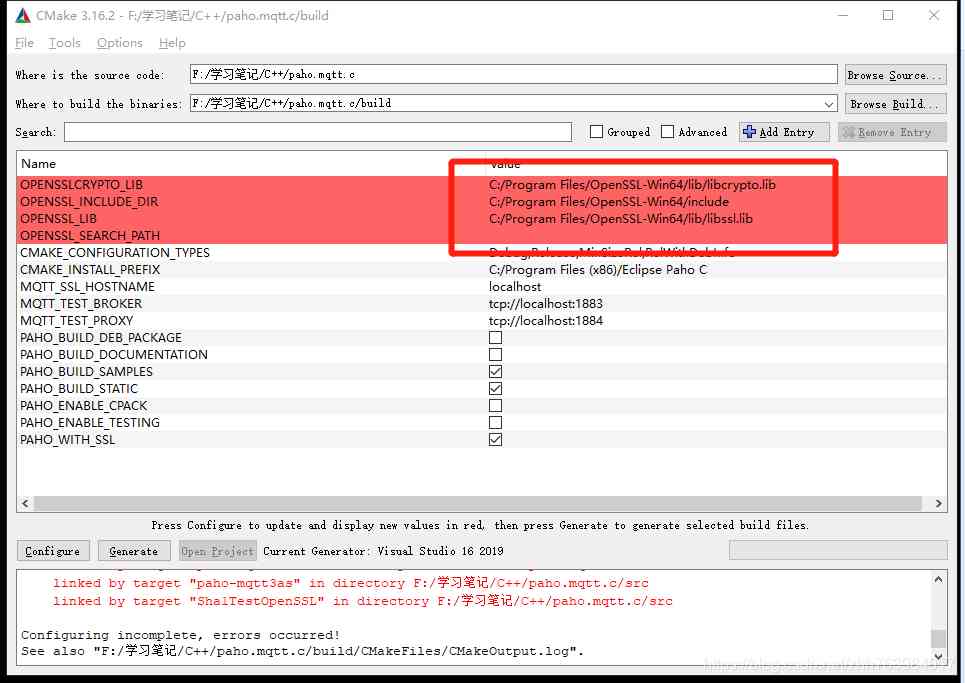 CMake 3.16.2 - F:/学习笔记/C++/paho.mqtt.c/build
File Tools Options Help
Where is the source code: F:/学习笔记/C++/paho.mqtt.c Browse Source...
Where to build the binaries: F:/学习笔记/C++/paho.mqtt.c/build Browse Build...
Search: Grouped Advanced Add Entry Remove Entry
Name Value
OPENSSLCRYPTO_LIB C:/Program Files/OpenSSL-Win64/lib/libcrypto.lib
OPENSSL_INCLUDE_DIR C:/Program Files/OpenSSL-Win64/include
OPENSSL_LIB C:/Program Files/OpenSSL-Win64/lib/libssl.lib
OPENSSL_SEARCH_PATH
CMAKE_CONFIGURATION_TYPES Debug;Release;MinSizeRel;RelWithDebInfo
CMAKE_INSTALL_PREFIX C:/Program Files (x86)/Eclipse Paho C
MQTT_SSL_HOSTNAME localhost
MQTT_TEST_BROKER tcp://localhost:1883
MQTT_TEST_PROXY tcp://localhost:1884
PAHO_BUILD_DEB_PACKAGE
PAHO_BUILD_DOCUMENTATION
PAHO_BUILD_SAMPLES
PAHO_BUILD_STATIC
PAHO_ENABLE_CPACK
PAHO_ENABLE_TESTING
PAHO_WITH_SSL
Press Configure to update and display new values in red, then press Generate to generate selected build files.
Configure Generate Open Project Current Generator: Visual Studio 16 2019
linked by target "paho-mqtt3as" in directory F:/学习笔记/C++/paho.mqtt.c/src
linked by target "Sha1TestOpenSSL" in directory F:/学习笔记/C++/paho.mqtt.c/src
Configuring incomplete, errors occurred!
See also "F:/学习笔记/C++/paho.mqtt.c/build/CMakeFiles/CMakeOutput.log".